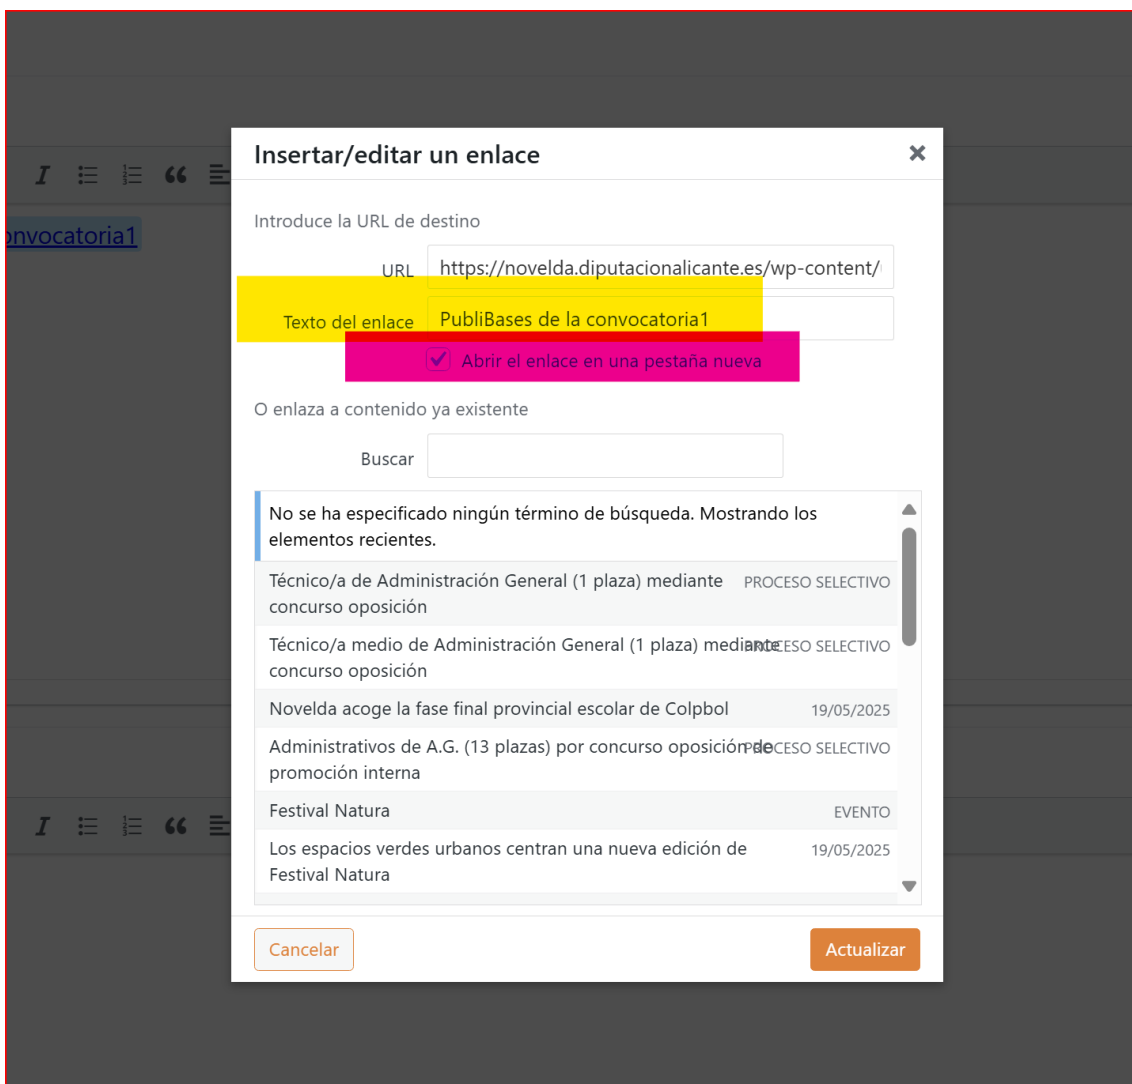 Insertar/editar un enlace
Introduce la URL de destino
onvocatoria1
URL https://novelda.diputacionalicante.es/wp-content/
Texto del enlace PubliBases de la convocatoria1
Abrir el enlace en una pestaña nueva
O enlaza a contenido ya existente
Buscar
No se ha especificado ningún término de búsqueda. Mostrando los
elementos recientes.
Técnico/a de Administración General (1 plaza) mediante PROCESO SELECTIVO
concurso oposición
Técnico/a medio de Administración General (1 plaza) mediante PROCESO SELECTIVO
concurso oposición
Novelda acoge la fase final provincial escolar de Colpbol 19/05/2025
Administrativos de A.G. (13 plazas) por concurso oposición de PROCESO SELECTIVO
promoción interna
Festival Natura EVENTO
Los espacios verdes urbanos centran una nueva edición de 19/05/2025
Festival Natura
Cancelar Actualizar